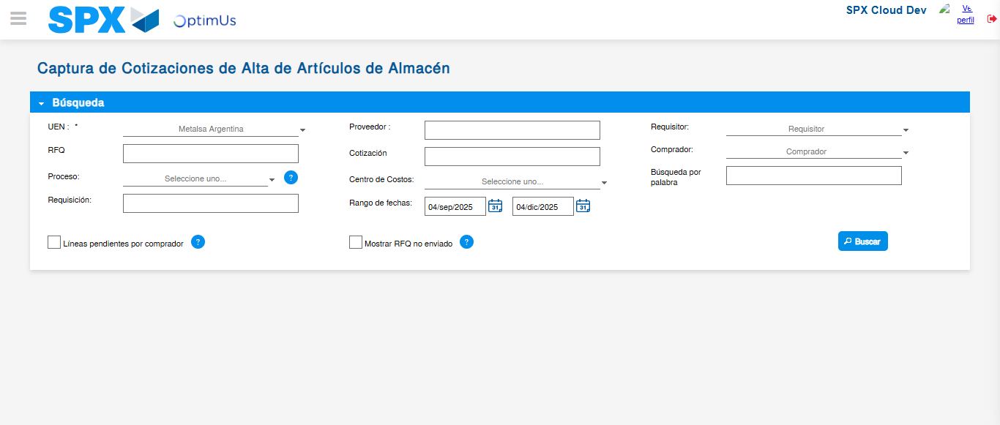 SPX OptimUs
SPX Cloud Dev
perfil
Captura de Cotizaciones de Alta de Artículos de Almacén
Búsqueda
UEN : * Metalsa Argentina
Proveedor :
Requisitor: Requisitor
RFQ
Cotización
Comprador: Comprador
Proceso: Seleccione uno... ?
Centro de Costos: Seleccione uno...
Búsqueda por
palabra
Requisición:
Rango de fechas: 04/sep/2025 31 04/dic/2025 31
Líneas pendientes por comprador ?
Mostrar RFQ no enviado ?
Buscar